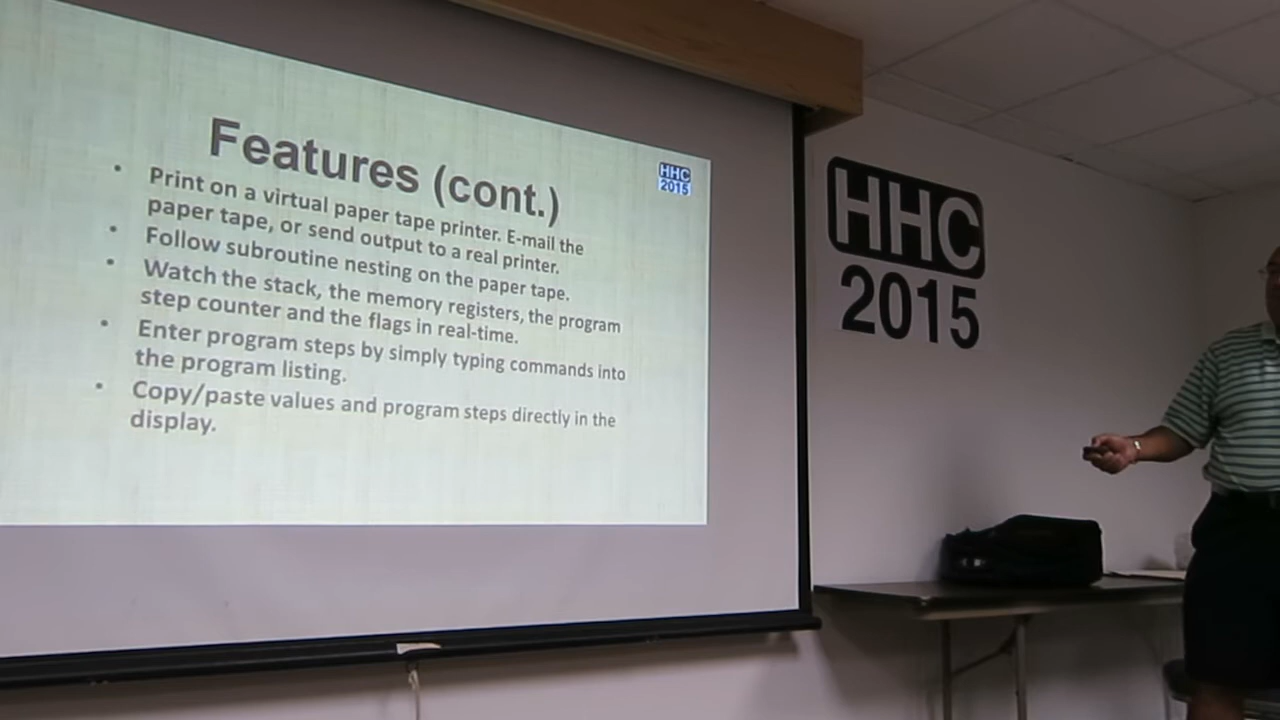 Features (cont.)
HHC
2015
• Print on a virtual paper tape printer. E-mail the
paper tape, or send output to a real printer.
• Follow subroutine nesting on the paper tape.
• Watch the stack, the memory registers, the program
step counter and the flags in real-time.
• Enter program steps by simply typing commands into
the program listing.
• Copy/paste values and program steps directly in the
display.
HHC
2015